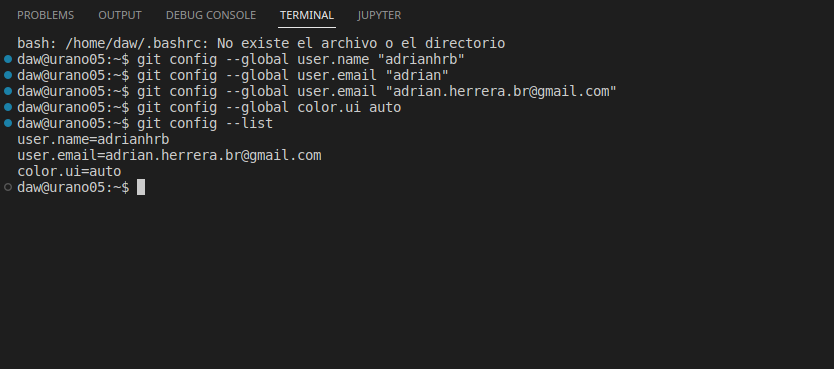 PROBLEMS OUTPUT DEBUG CONSOLE TERMINAL JUPYTER
bash: /home/daw/.bashrc: No existe el archivo o el directorio
daw@urano05:~$ git config --global user.name "adrianhrb"
daw@urano05:~$ git config --global user.email "adrian"
daw@urano05:~$ git config --global user.email "adrian.herrera.br@gmail.com"
daw@urano05:~$ git config --global color.ui auto
daw@urano05:~$ git config --list
user.name=adrianhrb
user.email=adrian.herrera.br@gmail.com
color.ui=auto
daw@urano05:~$